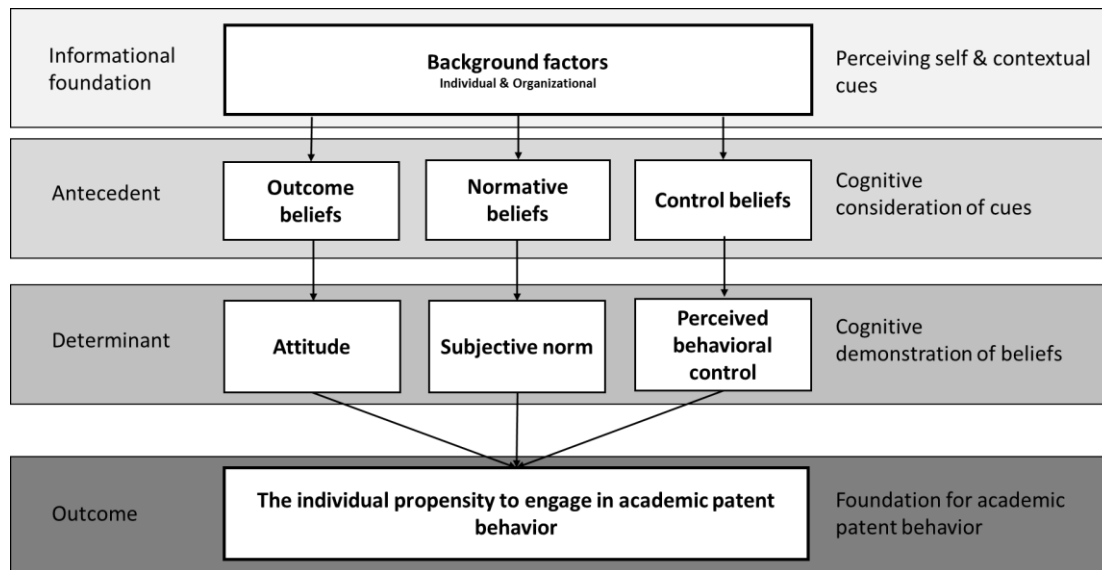 Informational
foundation
Background factors
Individual & Organizational
Perceiving self & contextual
cues
Antecedent
Outcome
beliefs
Normative
beliefs
Control beliefs
Cognitive
consideration of cues
Determinant
Attitude
Subjective norm
Perceived
behavioral
control
Cognitive
demonstration of beliefs
Outcome
The individual propensity to engage in academic patent
behavior
Foundation for academic
patent behavior